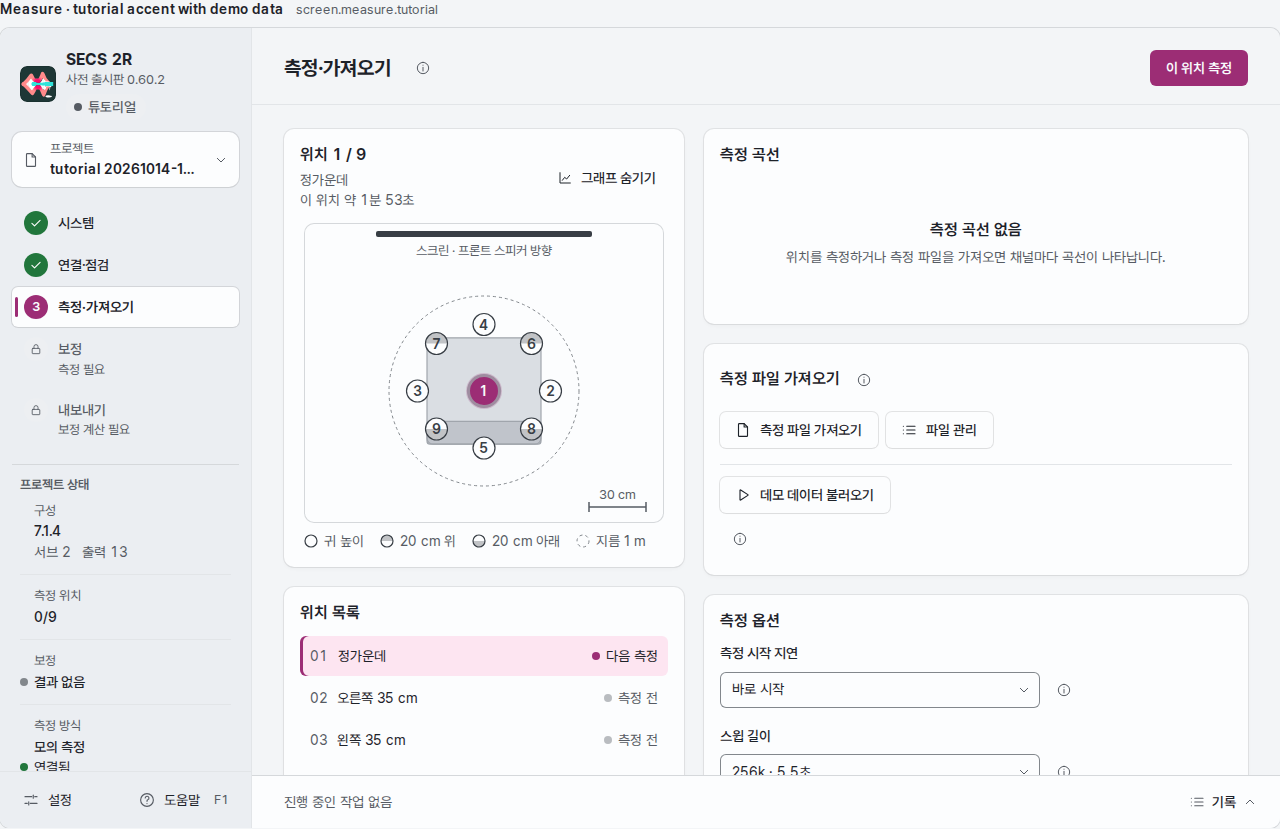 Measure · tutorial accent with demo data screen.measure.tutorial
SECS 2R
사전 출시판 0.60.2
튜토리얼
프로젝트
tutorial 20261014-1...
시스템
연결·점검
3 측정·가져오기
보정
측정 필요
내보내기
보정 계산 필요
프로젝트 상태
구성
7.1.4
서브 2 출력 13
측정 위치
0/9
보정
결과 없음
측정 방식
모의 측정
연결됨
설정
도움말 F1
측정·가져오기
이 위치 측정
위치 1 / 9
정가운데
이 위치 약 1분 53초
그래프 숨기기
스크린 · 프론트 스피커 방향
4
7 6
3 1 2
9 8
5
30 cm
귀 높이 20 cm 위 20 cm 아래 지름 1 m
위치 목록
01 정가운데 다음 측정
02 오른쪽 35 cm 측정 전
03 왼쪽 35 cm 측정 전
측정 곡선
측정 곡선 없음
위치를 측정하거나 측정 파일을 가져오면 채널마다 곡선이 나타납니다.
측정 파일 가져오기
측정 파일 가져오기
파일 관리
데모 데이터 불러오기
측정 옵션
측정 시작 지연
바로 시작
스윕 길이
256k · 5.5초
진행 중인 작업 없음
기록